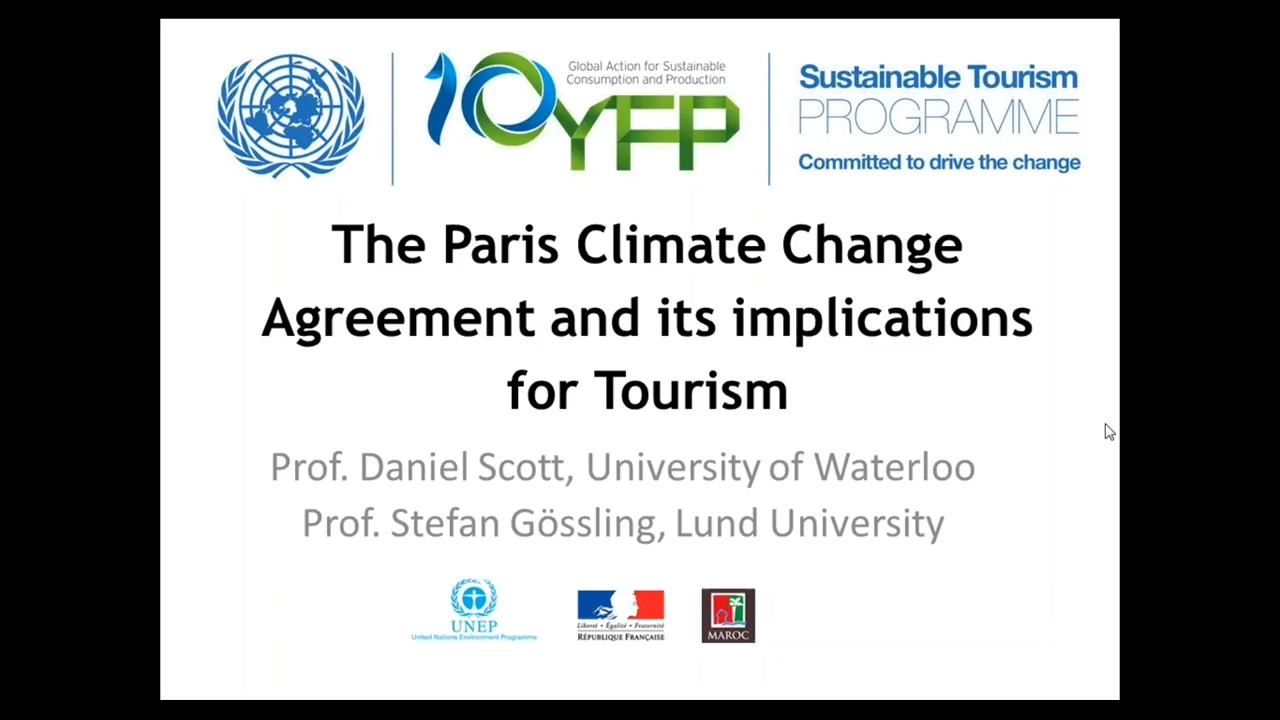 10YFP
Global Action for Sustainable
Consumption and Production
Sustainable Tourism
PROGRAMME
Committed to drive the change
The Paris Climate Change
Agreement and its implications
for Tourism
Prof. Daniel Scott, University of Waterloo
Prof. Stefan Gössling, Lund University
UNEP
United Nations Environment Programme
Liberté • Égalité • Fraternité
RÉPUBLIQUE FRANÇAISE
MAROC